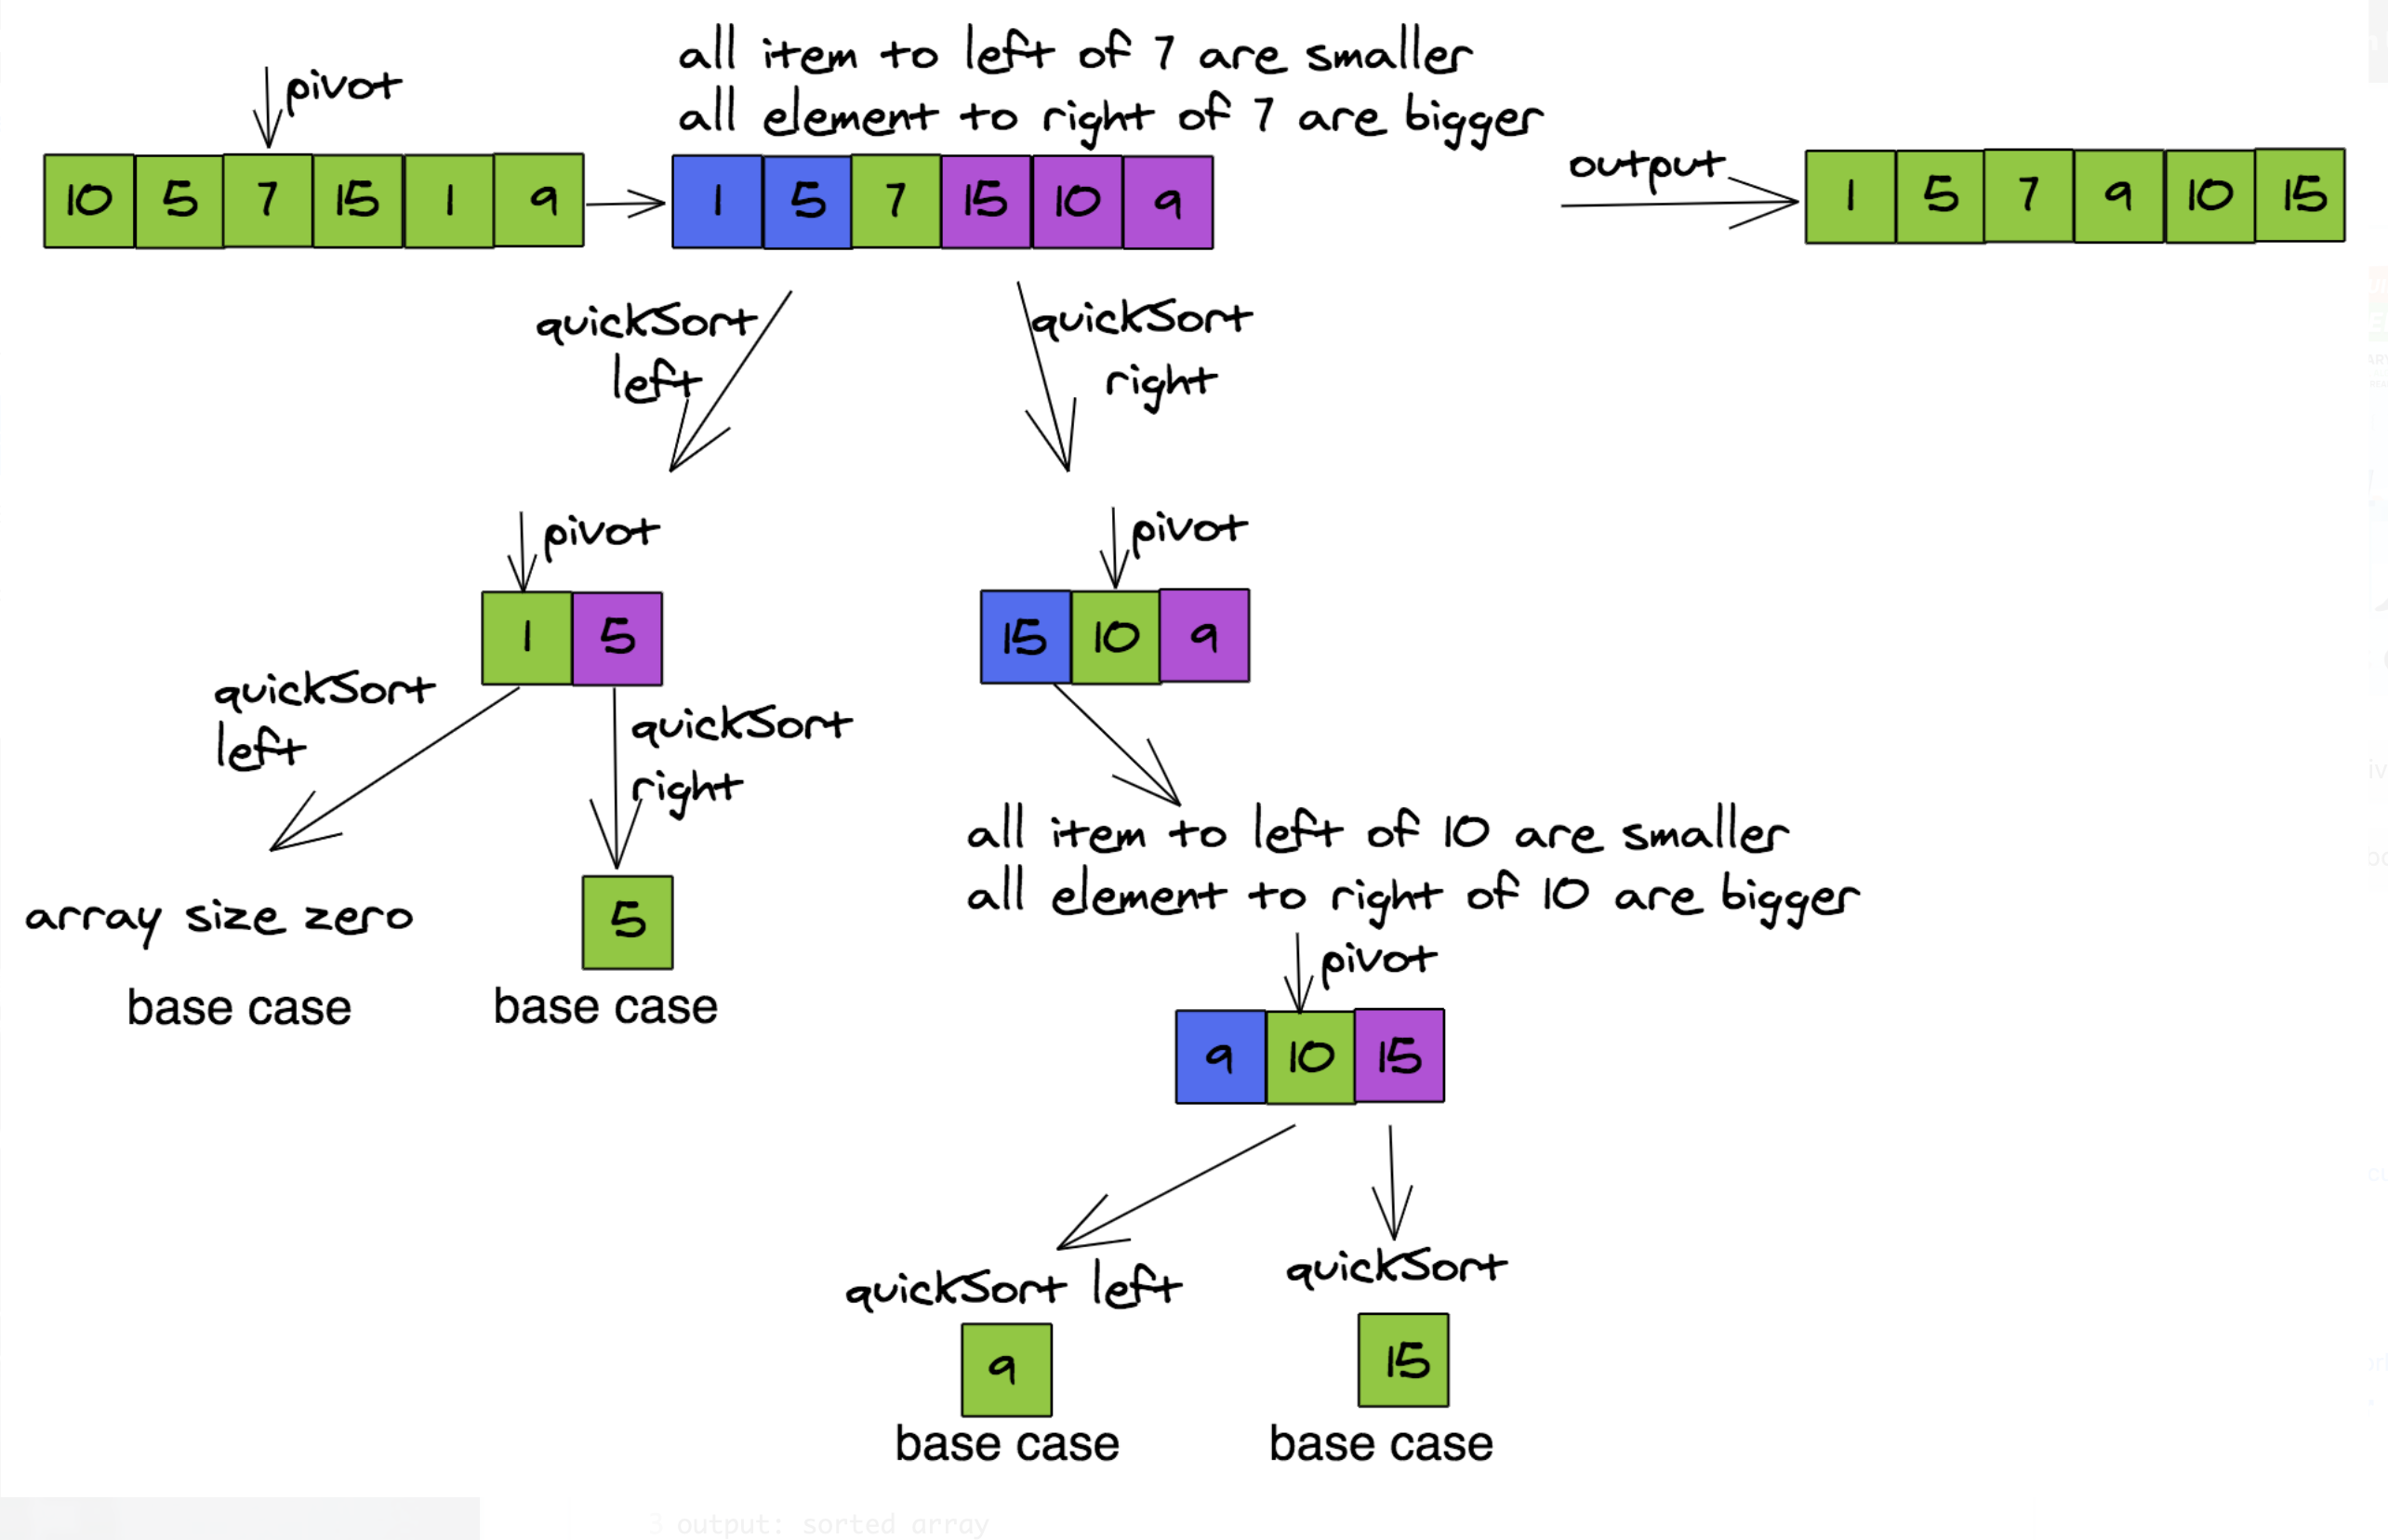 all item to left of 7 are smaller
all element to right of 7 are bigger
pivot
10 5 7 15 1 9
1 5 7 15 10 9
output
1 5 7 9 10 15
quickSort
left
quickSort
right
pivot
1 5
pivot
15 10 9
quickSort
left
quickSort
right
array size zero
base case
5
base case
all item to left of 10 are smaller
all element to right of 10 are bigger
pivot
9 10 15
quickSort left
9
base case
quickSort
15
base case
3 output: sorted array